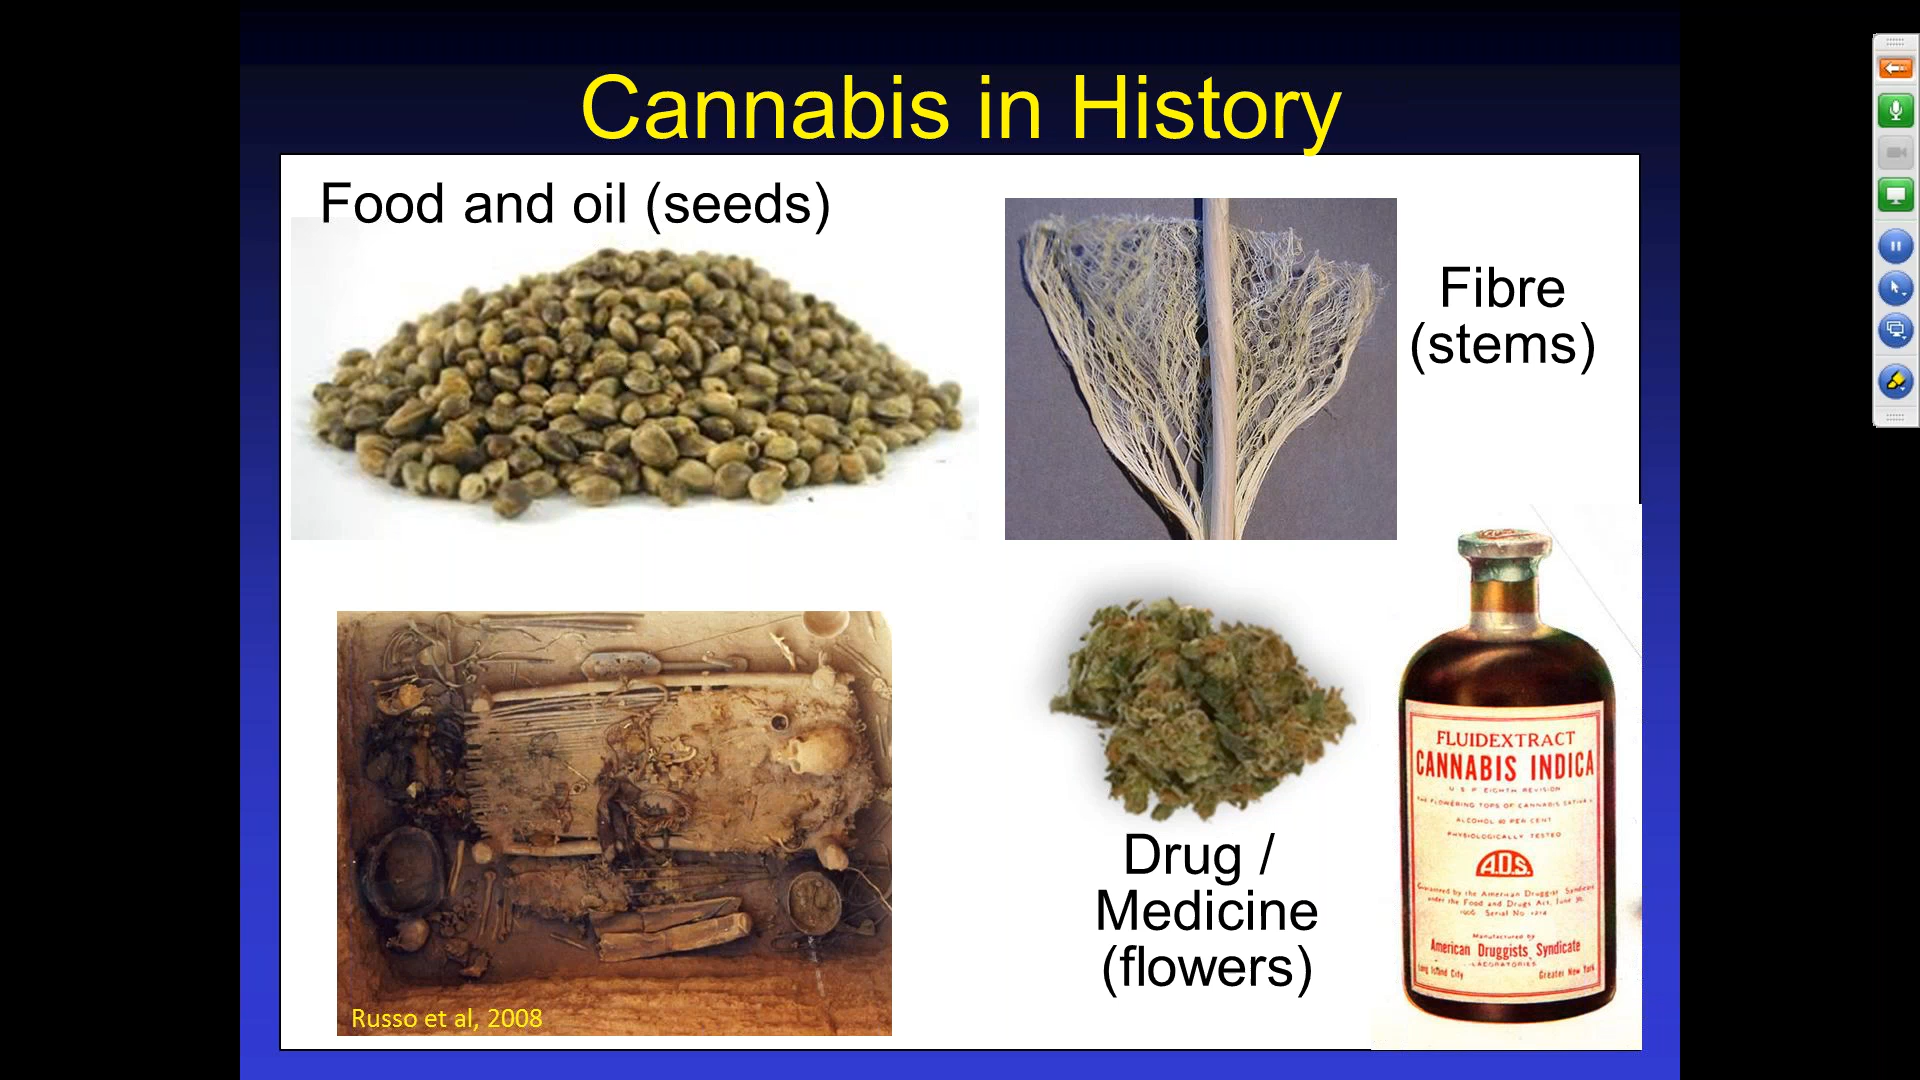 Cannabis in History
Food and oil (seeds)
Fibre
(stems)
Drug /
Medicine
(flowers)
Russo et al, 2008
FLUIDEXTRACT
CANNABIS INDICA
U S P EIGHTH REVISION
THE FLOWERING TOPS OF CANNABIS SATIVA L
ALCOHOL 80 PER CENT
PHYSIOLOGICALLY TESTED
A.D.S.
Guaranteed by the American Druggist Syndicate
under the Food and Drugs Act, June 30,
1906 Serial No
Manufactured by
American Druggists Syndicate
LABORATORIES
Long Island City Greater New York